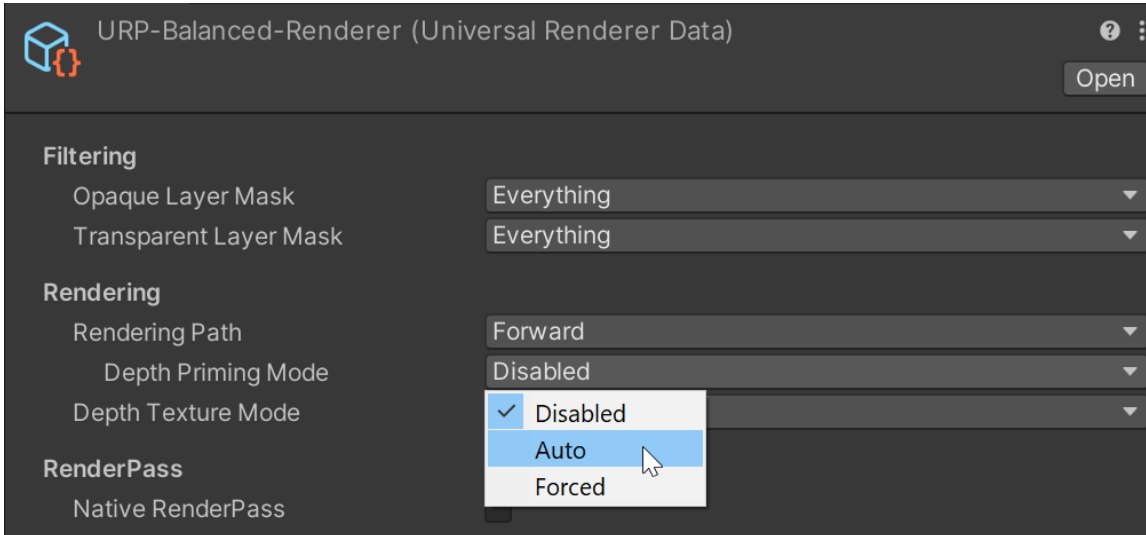 URP-Balanced-Renderer (Universal Renderer Data)
Open
Filtering
Opaque Layer Mask Everything
Transparent Layer Mask Everything
Rendering
Rendering Path Forward
Depth Priming Mode Disabled
Depth Texture Mode
Disabled
Auto
Forced
RenderPass
Native RenderPass